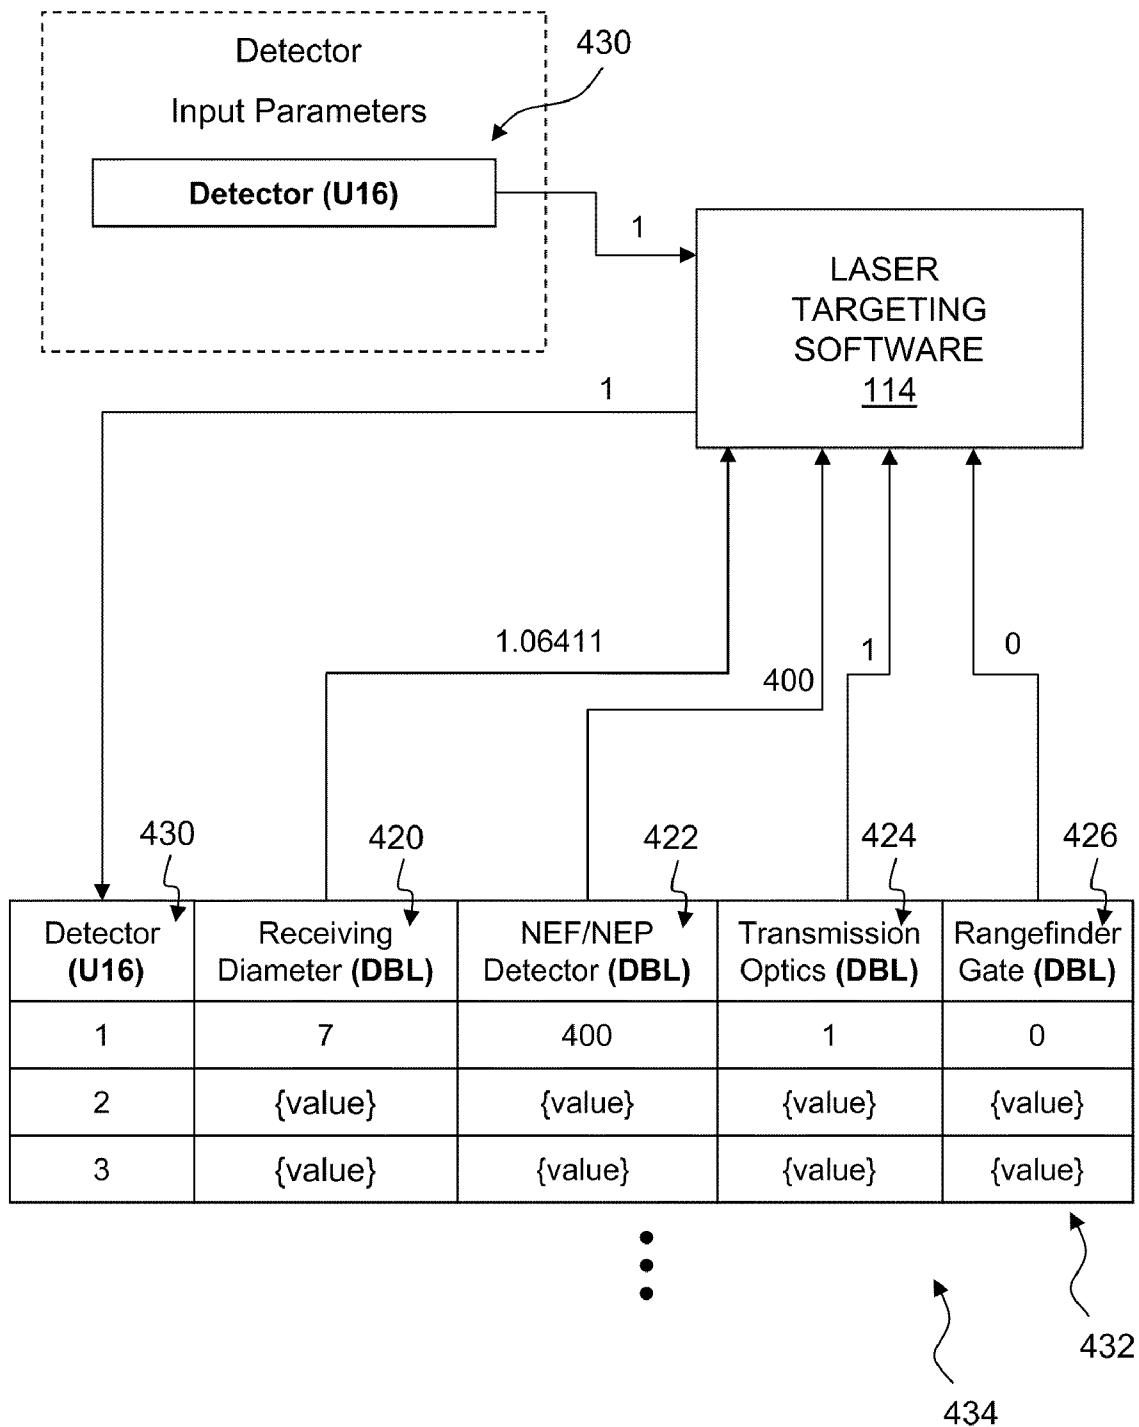 Detector
Input Parameters
430
Detector (U16)
1
LASER
TARGETING
SOFTWARE
114
1
1.06411
400
1
0
430
420
422
424
426
Detector
(U16)
Receiving
Diameter (DBL)
NEF/NEP
Detector (DBL)
Transmission
Optics (DBL)
Rangefinder
Gate (DBL)
1
7
400
1
0
2
{value}
{value}
{value}
{value}
3
{value}
{value}
{value}
{value}
432
434